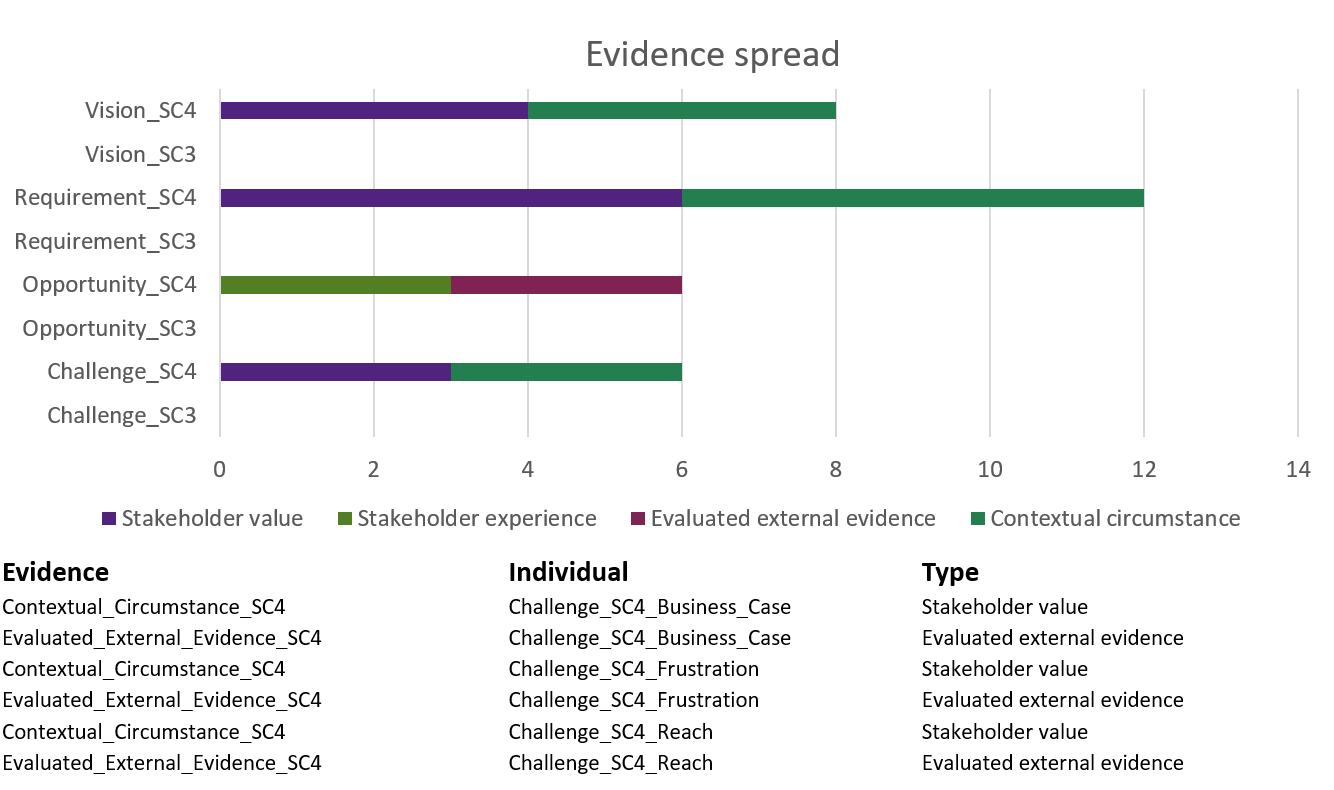 Evidence spread
Vision_SC4
Vision_SC3
Requirement_SC4
Requirement_SC3
Opportunity_SC4
Opportunity_SC3
Challenge_SC4
Challenge_SC3
0 2 4 6 8 10 12 14
Stakeholder value Stakeholder experience Evaluated external evidence Contextual circumstance
Evidence Individual Type
Contextual_Circumstance_SC4 Challenge_SC4_Business_Case Stakeholder value
Evaluated_External_Evidence_SC4 Challenge_SC4_Business_Case Evaluated external evidence
Contextual_Circumstance_SC4 Challenge_SC4_Frustration Stakeholder value
Evaluated_External_Evidence_SC4 Challenge_SC4_Frustration Evaluated external evidence
Contextual_Circumstance_SC4 Challenge_SC4_Reach Stakeholder value
Evaluated_External_Evidence_SC4 Challenge_SC4_Reach Evaluated external evidence